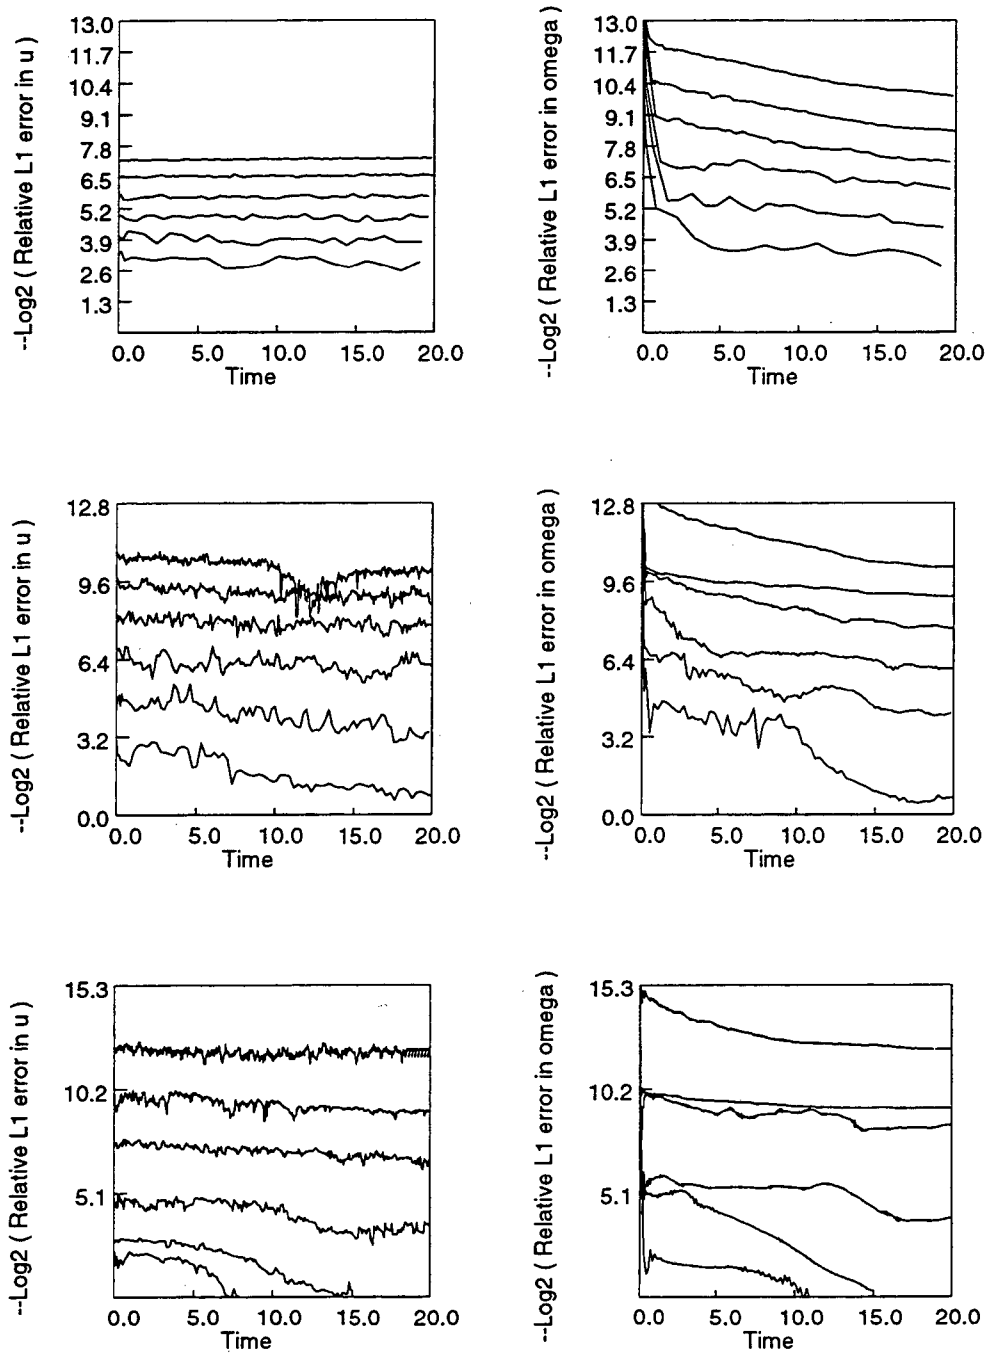 --Log2 ( Relative L1 error in u )
13.0
11.7
10.4
9.1
7.8
6.5
5.2
3.9
2.6
1.3
0.0 5.0 10.0 15.0 20.0
Time
--Log2 ( Relative L1 error in omega )
13.0
11.7
10.4
9.1
7.8
6.5
5.2
3.9
2.6
1.3
0.0 5.0 10.0 15.0 20.0
Time
--Log2 ( Relative L1 error in u )
12.8
9.6
6.4
3.2
0.0
0.0 5.0 10.0 15.0 20.0
Time
--Log2 ( Relative L1 error in omega )
12.8
9.6
6.4
3.2
0.0
0.0 5.0 10.0 15.0 20.0
Time
--Log2 ( Relative L1 error in u )
15.3
10.2
5.1
0.0 5.0 10.0 15.0 20.0
Time
--Log2 ( Relative L1 error in omega )
15.3
10.2
5.1
0.0 5.0 10.0 15.0 20.0
Time